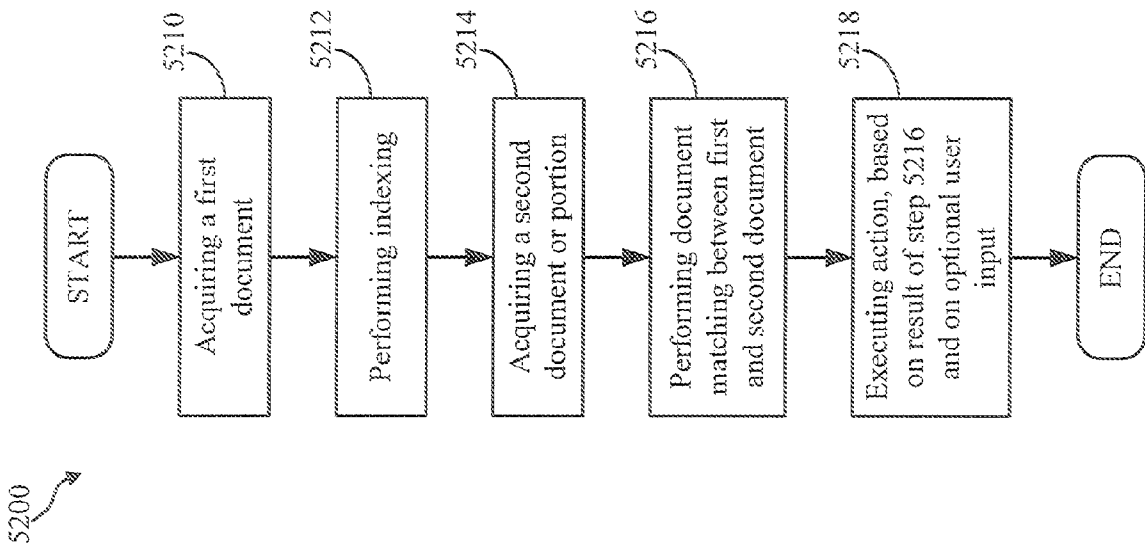 5200
START
5210
Acquiring a first
document
5212
Performing indexing
5214
Acquiring a second
document or portion
5216
Performing document
matching between first
and second document
5218
Executing action, based
on result of step 5216
and on optional user
input
END